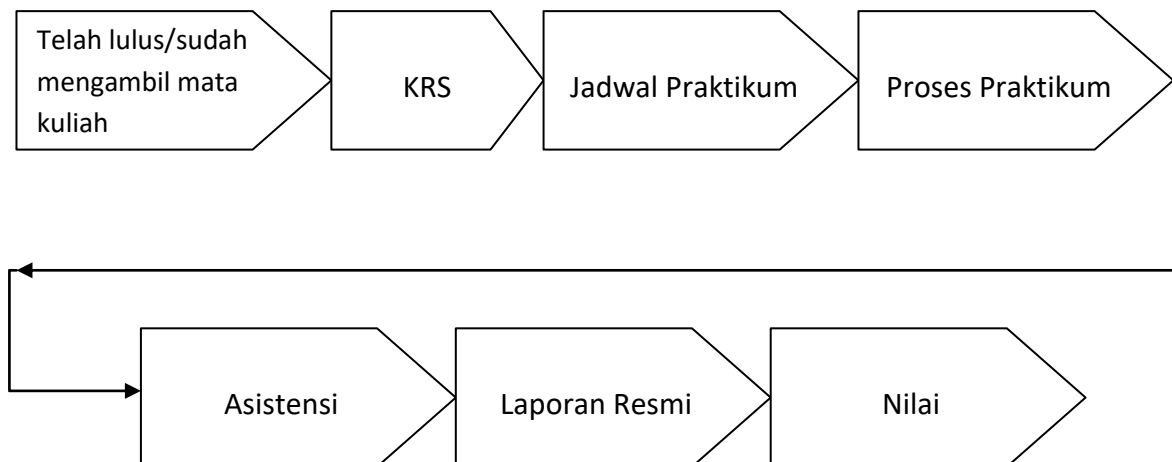 Telah lulus/sudah
mengambil mata
kuliah
KRS
Jadwal Praktikum
Proses Praktikum
Asistensi
Laporan Resmi
Nilai